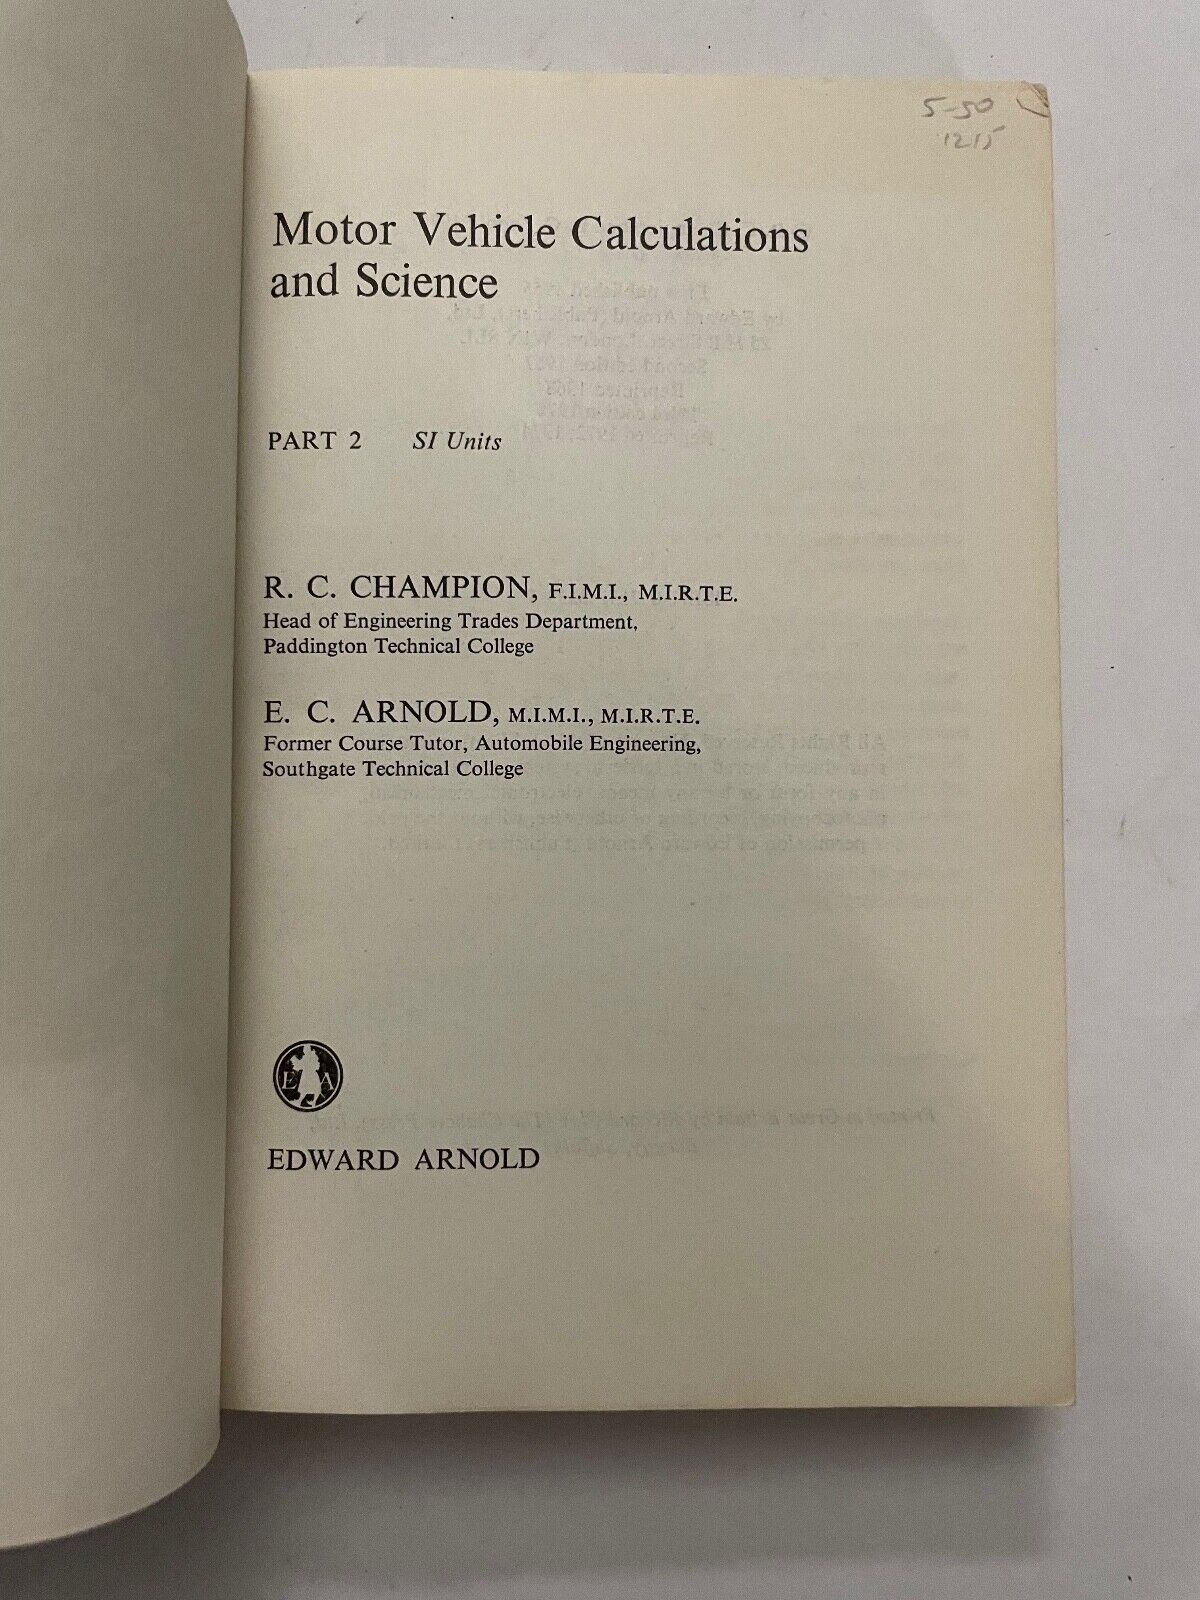 5-50
1215
Motor Vehicle Calculations
and Science
PART 2 SI Units
R. C. CHAMPION, F.I.M.I., M.I.R.T.E.
Head of Engineering Trades Department,
Paddington Technical College
E. C. ARNOLD, M.I.M.I., M.I.R.T.E.
Former Course Tutor, Automobile Engineering,
Southgate Technical College
E A
EDWARD ARNOLD